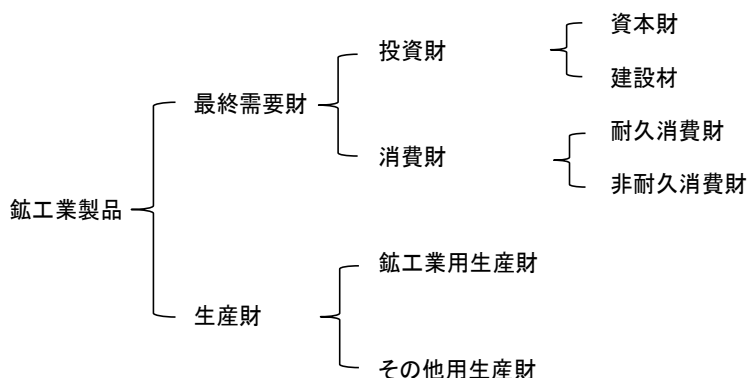 鉱工業製品
最終需要財
投資財
資本財
建設材
消費財
耐久消費財
非耐久消費財
生産財
鉱工業用生産財
その他用生産財